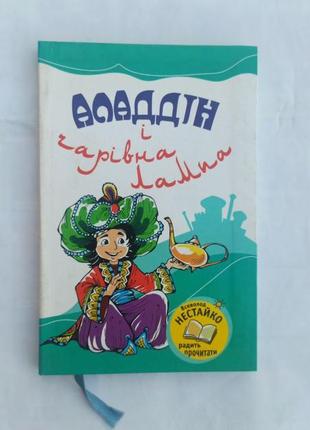 АЛАДДІН
і
чарівна
лампа
Всеволод
НЕСТАЙКО
радить
прочитати